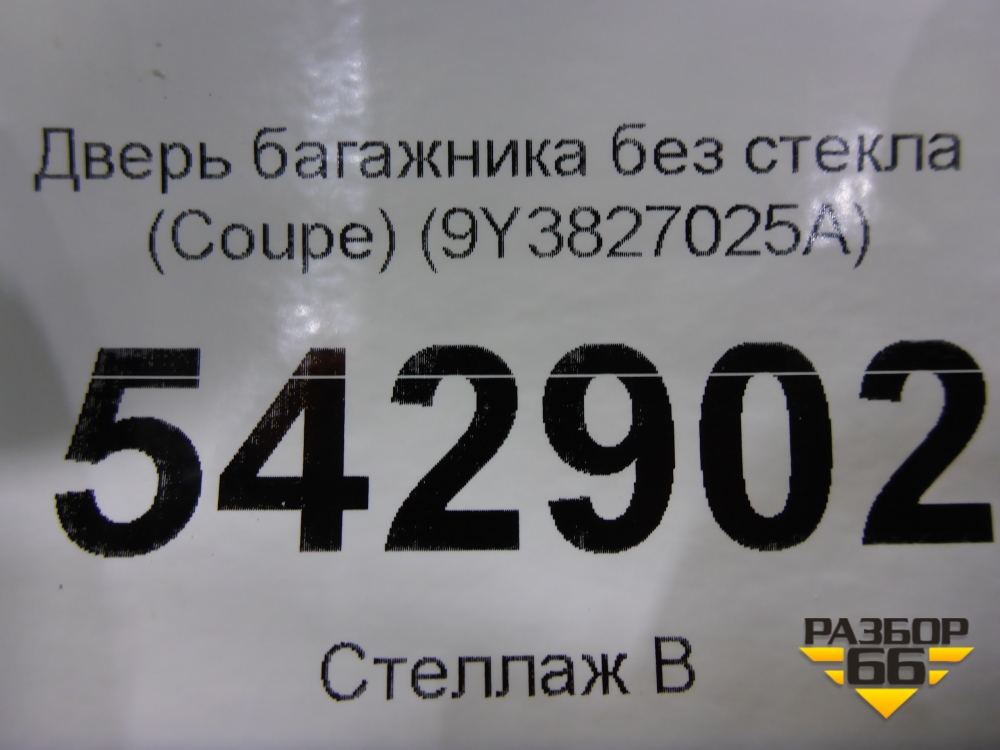 Дверь багажника без стекла
(Coupe) (9Y3827025A)
542902
Стеллаж В
РАЗБОР
66